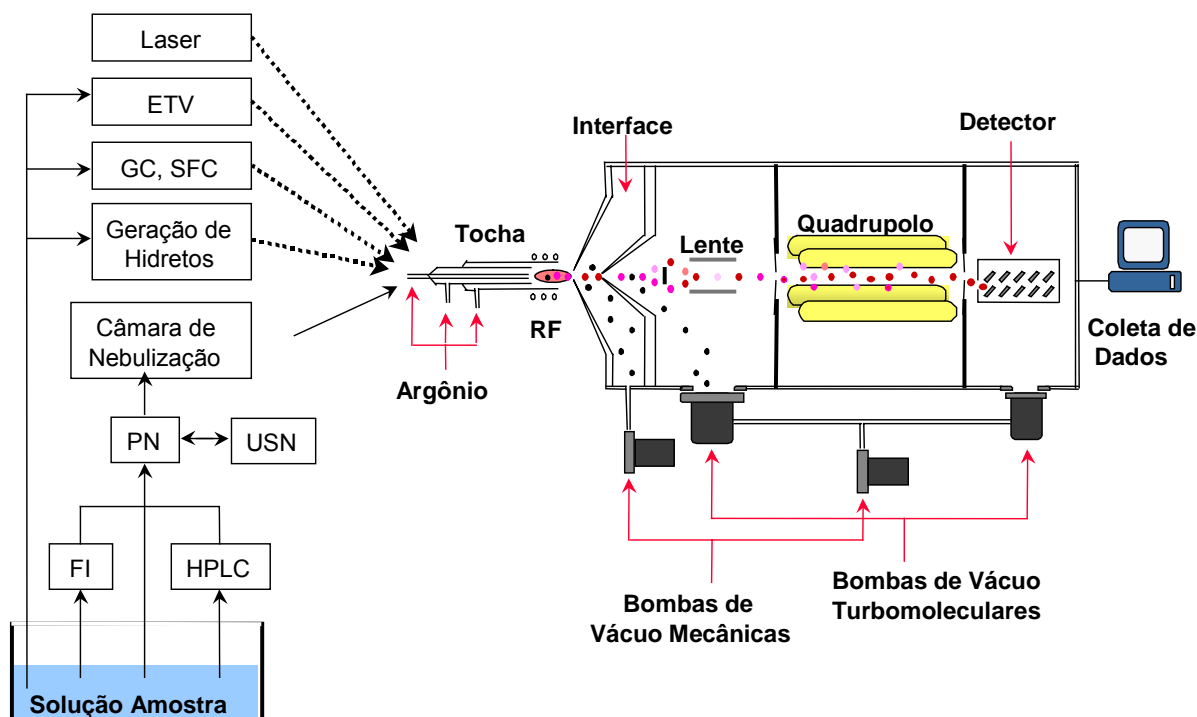 Laser
ETV
GC, SFC
Geração de
Hidretos
Câmara de
Nebulização
PN
USN
FI
HPLC
Solução Amostra
Tocha
RF
Argônio
Interface
Lente
Quadrupolo
Detector
Coleta de
Dados
Bombas de
Vácuo Mecânicas
Bombas de Vácuo
Turbomoleculares